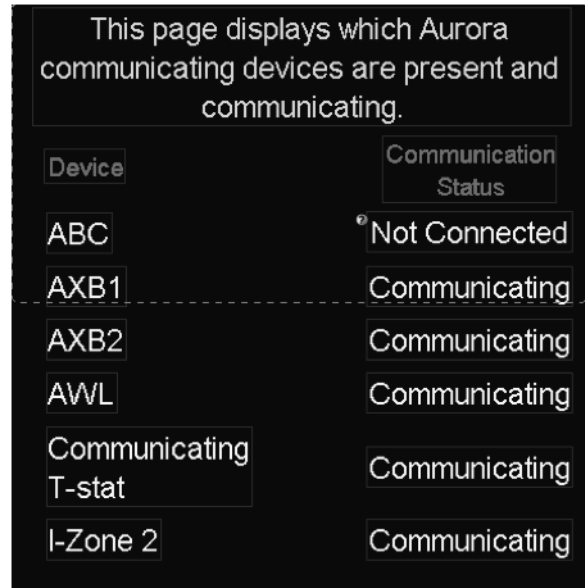 This page displays which Aurora
communicating devices are present and
communicating.
Device
Communication
Status
ABC
Not Connected
AXB1
Communicating
AXB2
Communicating
AWL
Communicating
Communicating
T-stat
Communicating
I-Zone 2
Communicating